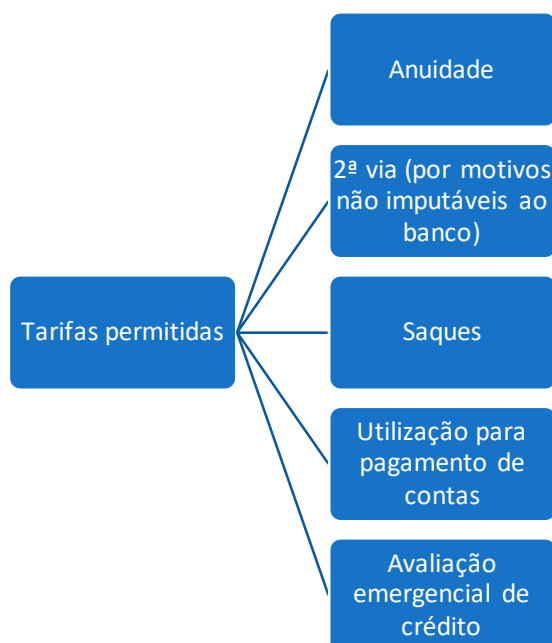 Anuidade
2ª via (por motivos
não imputáveis ao
banco)
Tarifas permitidas
Saques
Utilização para
pagamento de
contas
Avaliação
emergencial de
crédito